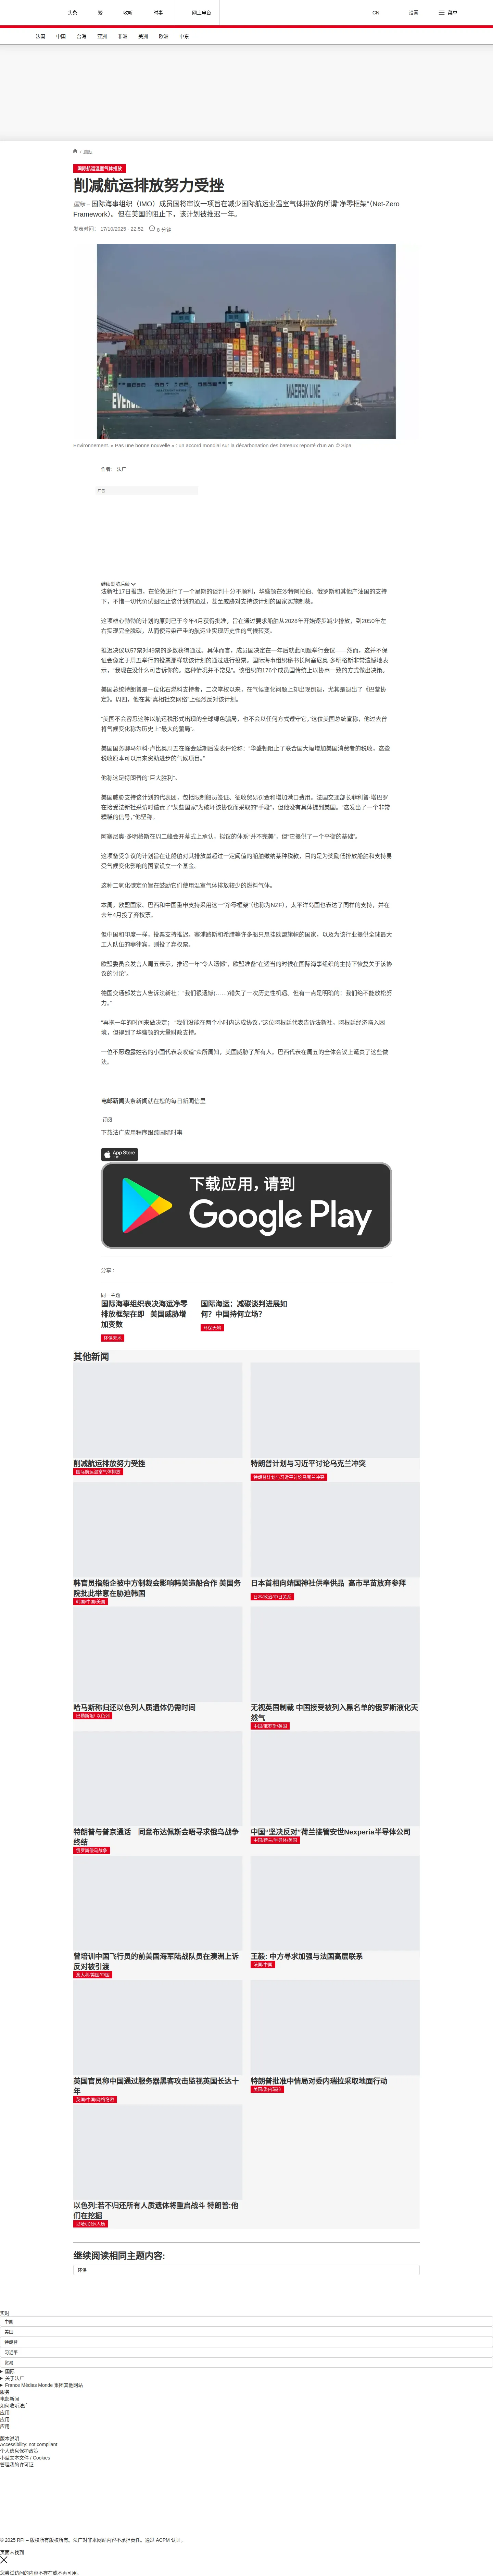 头条
繁
收听
时事
网上电台
CN
设置
菜单
法国
中国
台海
亚洲
非洲
美洲
欧洲
中东
/ 国际
国际航运温室气体排放
削减航运排放努力受挫
国际 – 国际海事组织（IMO）成员国将审议一项旨在减少国际航运业温室气体排放的所谓“净零框架”（Net-Zero
Framework）。但在美国的阻止下，该计划被推迟一年。
发表时间： 17/10/2025 - 22:52
5 分钟
EVERGREEN
MAERSK LINE
Environnement: « Pas une bonne nouvelle » : un accord mondial sur la décarbonation des bateaux reporté d'un an © Sipa
作者： 法广
广告
继续浏览后续
法新社17日报道，在伦敦进行了一个星期的谈判十分不顺利，华盛顿在沙特阿拉伯、俄罗斯和其他产油国的支持
下，不惜一切代价试图阻止该计划的通过，甚至威胁对支持该计划的国家实施制裁。
这项雄心勃勃的计划的原则已于今年4月获得批准，旨在通过要求船舶从2028年开始逐步减少排放，到2050年左
右实现完全脱碳，从而使污染严重的航运业实现历史性的气候转变。
推迟决议以57票对49票的多数获得通过。具体而言，成员国决定在一年后就此问题举行会议——然而，这并不保
证会像定于周五举行的投票那样就该计划的通过进行投票。国际海事组织秘书长阿塞尼奥·多明格斯非常遗憾地表
示，“我现在没什么可告诉你的。这种情况并不常见”。该组织的176个成员国传统上以协商一致的方式做出决策。
美国总统特朗普是一位化石燃料支持者，二次掌权以来，在气候变化问题上却出现倒退，尤其是退出了《巴黎协
定》。周四，他在其“真相社交网络”上强烈反对该计划。
“美国不会容忍这种以航运税形式出现的全球绿色骗局，也不会以任何方式遵守它，”这位美国总统宣称，他过去曾
将气候变化称为历史上“最大的骗局”。
美国国务卿马尔科·卢比奥周五在峰会延期后发表评论称：“华盛顿阻止了联合国大幅增加美国消费者的税收，这些
税收原本可以用来资助进步的气候项目。”
他称这是特朗普的“巨大胜利”。
美国威胁支持该计划的代表团，包括限制船员签证、征收贸易罚金和增加港口费用。法国交通部长菲利普·塔巴罗
在接受法新社采访时谴责了“某些国家”为破坏该协议而采取的“手段”，但他没有具体提到美国。“这发出了一个非常
糟糕的信号，”他坚称。
阿塞尼奥·多明格斯在周二峰会开幕式上承认，拟议的体系“并不完美”，但“它提供了一个平衡的基础”。
这项备受争议的计划旨在让船舶对其排放量超过一定阈值的船舶缴纳某种税款，目的是为奖励低排放船舶和支持易
受气候变化影响的国家设立一个基金。
这种二氧化碳定价旨在鼓励它们使用温室气体排放较少的燃料气体。
本周，欧盟国家、巴西和中国重申支持采用这一“净零框架”（也称为NZF），太平洋岛国也表达了同样的支持，并在
去年4月投了弃权票。
但中国和印度一样，投票支持推迟。塞浦路斯和希腊等许多船只悬挂欧盟旗帜的国家，以及为该行业提供全球最大
工人队伍的菲律宾，则投了弃权票。
欧盟委员会发言人周五表示，推迟一年“令人遗憾”，欧盟准备“在适当的时候在国际海事组织的主持下恢复关于该协
议的讨论”。
德国交通部发言人告诉法新社：“我们很遗憾(……)错失了一次历史性机遇。但有一点是明确的：我们绝不能放松努
力。”
“再拖一年的时间来做决定； “我们没能在两个小时内达成协议，”这位阿根廷代表告诉法新社。阿根廷经济陷入困
境，但得到了华盛顿的大量财政支持。
一位不愿透露姓名的小国代表哀叹道“众所周知，美国威胁了所有人。巴西代表在周五的全体会议上谴责了这些做
法。
电邮新闻头条新闻就在您的每日新闻信里
订阅
下载法广应用程序跟踪国际时事
App Store
下载
下载应用，请到
Google Play
分享 :
同一主题
国际海事组织表决海运净零
排放框架在即 美国威胁增
加变数
环保天地
国际海运：减碳谈判进展如
何？中国持何立场？
环保天地
其他新闻
削减航运排放努力受挫
国际航运温室气体排放
特朗普计划与习近平讨论乌克兰冲突
特朗普计划与习近平讨论乌克兰冲突
韩官员指船企被中方制裁会影响韩美造船合作 美国务
院批此举意在胁迫韩国
韩国/中国/美国
日本首相向靖国神社供奉供品 高市早苗放弃参拜
日本/政治/中日关系
哈马斯称归还以色列人质遗体仍需时间
巴勒斯坦/ 以色列
无视英国制裁 中国接受被列入黑名单的俄罗斯液化天
然气
中国/俄罗斯/英国
特朗普与普京通话 同意布达佩斯会晤寻求俄乌战争
终结
俄罗斯侵乌战争
中国“坚决反对”荷兰接管安世Nexperia半导体公司
中国/荷兰/半导体/美国
曾培训中国飞行员的前美国海军陆战队员在澳洲上诉
反对被引渡
澳大利/美国/中国
王毅: 中方寻求加强与法国高层联系
法国/中国
英国官员称中国通过服务器黑客攻击监视英国长达十
年
英国/中国/网络窃密
特朗普批准中情局对委内瑞拉采取地面行动
美国/委内瑞拉
以色列:若不归还所有人质遗体将重启战斗 特朗普:他
们在挖掘
以哈/加沙/人质
继续阅读相同主题内容:
环保
实时
中国
美国
特朗普
习近平
贸易
国际
关于法广
France Médias Monde 集团其他网站
服务
电邮新闻
如何收听法广
应用
应用
应用
版本说明
Accessibility: not compliant
个人信息保护政策
小型文本文件 / Cookies
管理我的许可证
© 2025 RFI – 版权所有版权所有。法广对非本网站内容不承担责任。通过 ACPM 认证。
页面未找到
您尝试访问的内容不存在或不再可用。